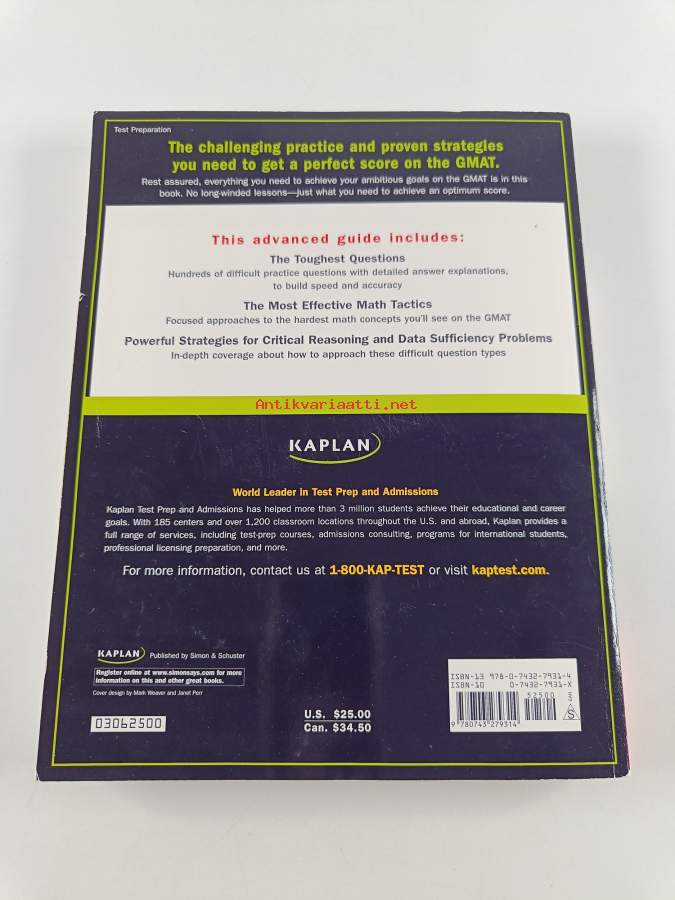 Test Preparation
The challenging practice and proven strategies
you need to get a perfect score on the GMAT.
Rest assured, everything you need to achieve your ambitious goals on the GMAT is in this
book. No long-winded lessons—just what you need to achieve an optimum score.
This advanced guide includes:
The Toughest Questions
Hundreds of difficult practice questions with detailed answer explanations,
to build speed and accuracy
The Most Effective Math Tactics
Focused approaches to the hardest math concepts you'll see on the GMAT
Powerful Strategies for Critical Reasoning and Data Sufficiency Problems
In-depth coverage about how to approach these difficult question types
Antikvariaatti.net
KAPLAN
World Leader in Test Prep and Admissions
Kaplan Test Prep and Admissions has helped more than 3 million students achieve their educational and career
goals. With 185 centers and over 1,200 classroom locations throughout the U.S. and abroad, Kaplan provides a
full range of services, including test-prep courses, admissions consulting, programs for international students,
professional licensing preparation, and more.
For more information, contact us at 1-800-KAP-TEST or visit kaptest.com.
KAPLAN Published by Simon & Schuster
Register online at www.simonsays.com for more
information on this and other great books.
Cover design by Mark Weaver and Janet Perr
03062500
U.S. $25.00
Can. $34.50
ISBN-13 978-0-7432-7931-4
ISBN-10 0-7432-7931-X
52500
9 780743 279314
S